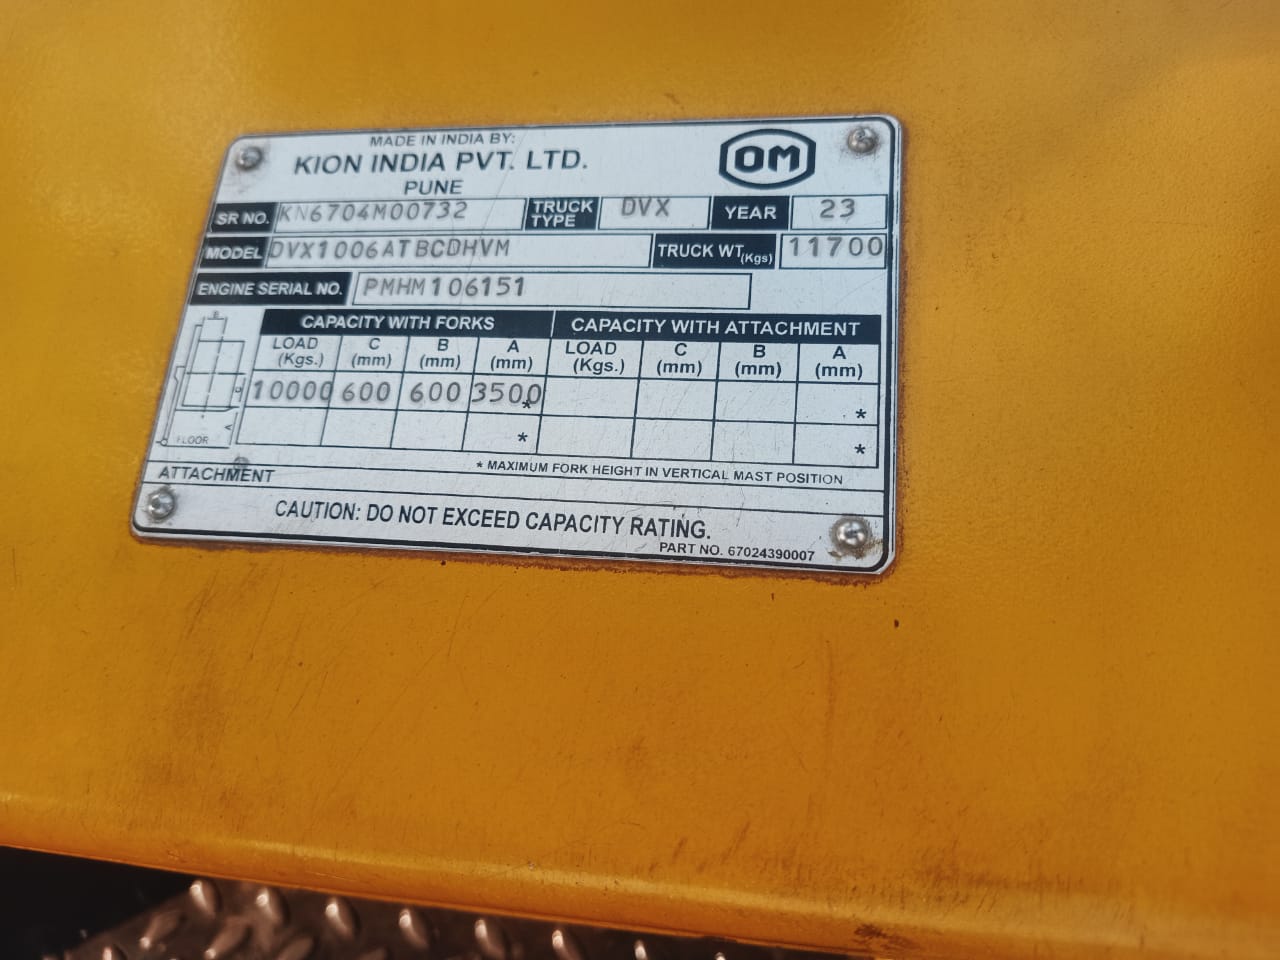 MADE IN INDIA BY:
KION INDIA PVT. LTD.
PUNE
OM
SR NO. KN6704M00732 TRUCK TYPE DVX YEAR 23
MODEL DVX1006ATBCDHVM TRUCK WT(Kgs) 11700
ENGINE SERIAL NO. PMHM106151
CAPACITY WITH FORKS CAPACITY WITH ATTACHMENT
LOAD (Kgs.) C (mm) B (mm) A (mm) LOAD (Kgs.) C (mm) B (mm) A (mm)
10000 600 600 3500* *
* *
B
C
A
FLOOR
* MAXIMUM FORK HEIGHT IN VERTICAL MAST POSITION
ATTACHMENT
CAUTION: DO NOT EXCEED CAPACITY RATING.
PART NO. 67024390007